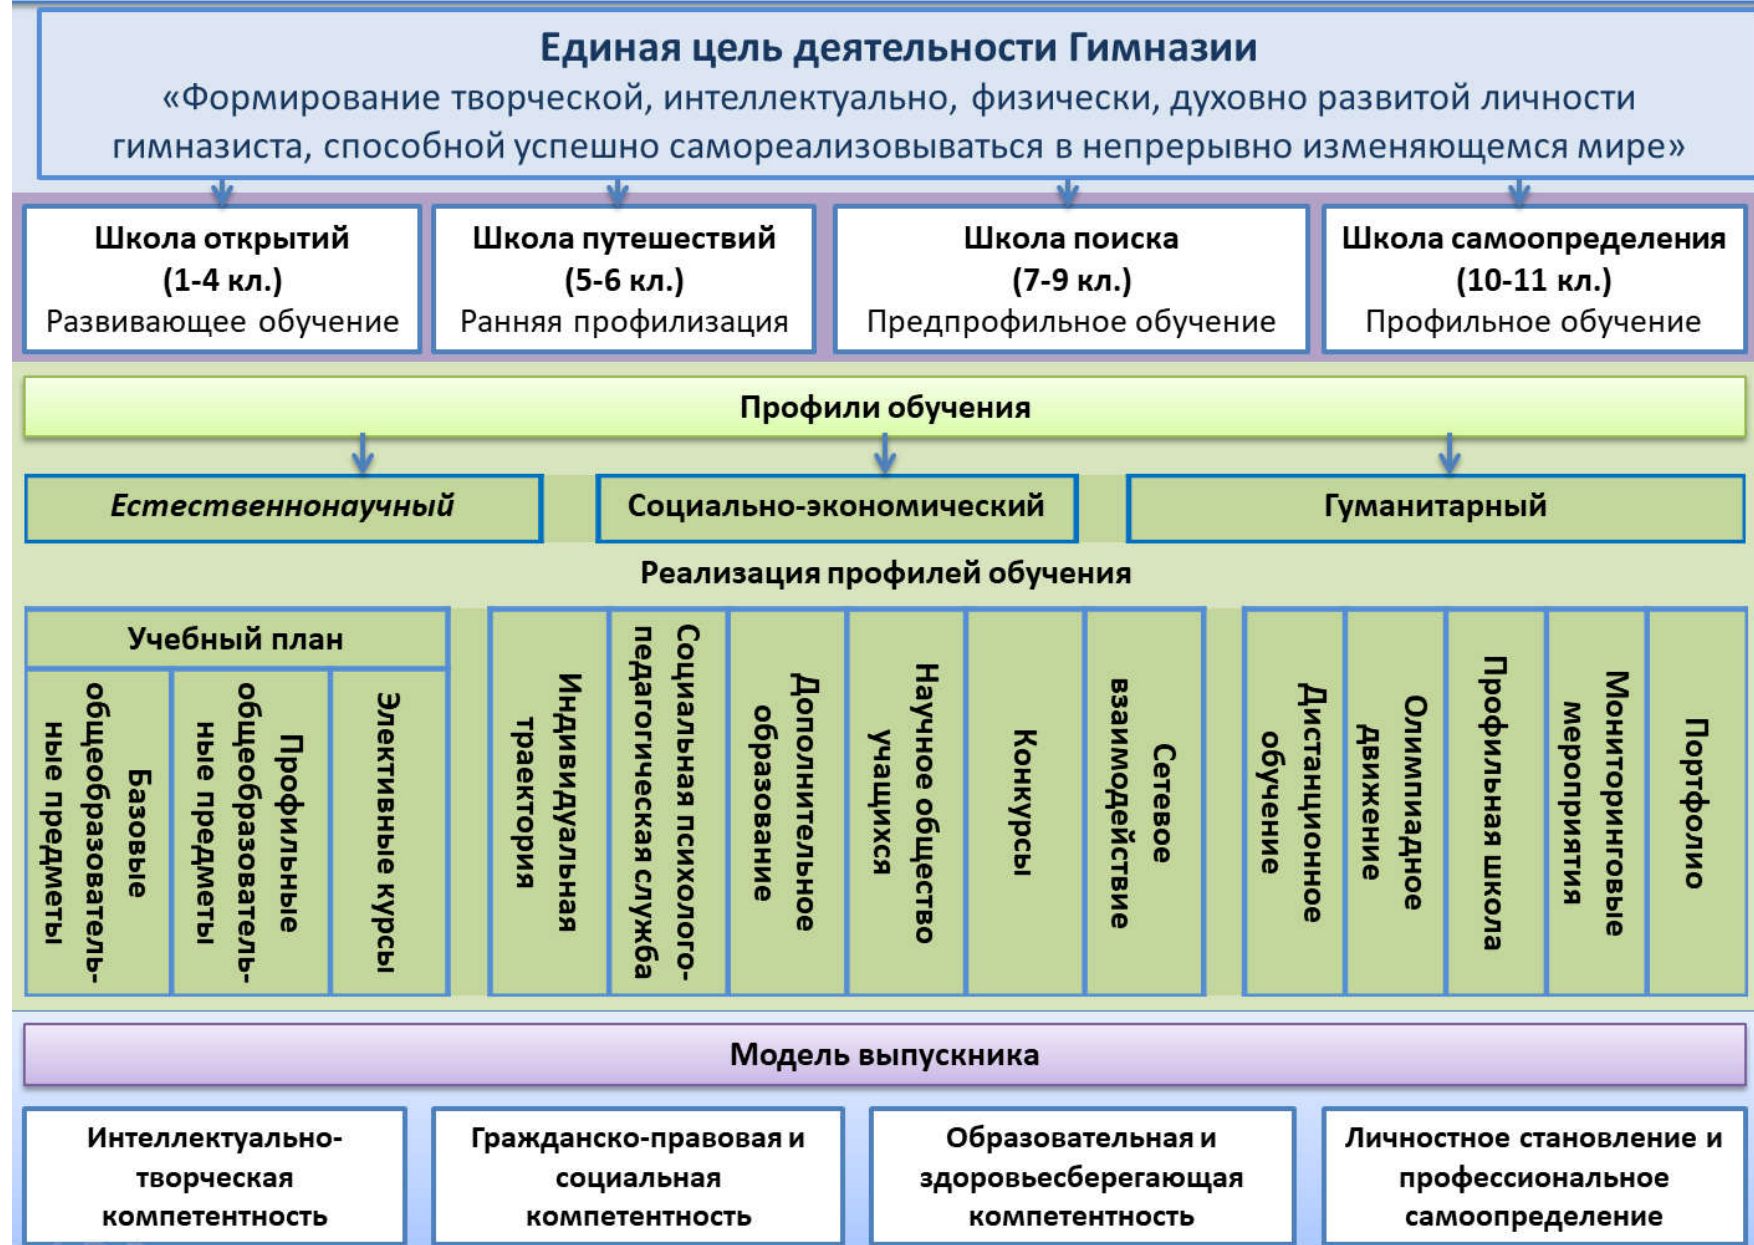 Единая цель деятельности Гимназии
«Формирование творческой, интеллектуально, физически, духовно развитой личности
гимназиста, способной успешно самореализовываться в непрерывно изменяющемся мире»
Школа открытий
(1-4 кл.)
Развивающее обучение
Школа путешествий
(5-6 кл.)
Ранняя профилизация
Школа поиска
(7-9 кл.)
Предпрофильное обучение
Школа самоопределения
(10-11 кл.)
Профильное обучение
Профили обучения
Естественнонаучный
Социально-экономический
Гуманитарный
Реализация профилей обучения
Учебный план
Базовые
общеобразователь-
ные предметы
Профильные
общеобразователь-
ные предметы
Элективные курсы
Индивидуальная
траектория
Социальная психолого-
педагогическая служба
Дополнительное
образование
Научное общество
учащихся
Конкурсы
Сетевое
взаимодействие
Дистанционное
обучение
Олимпиадное
движение
Профильная школа
Мониторинговые
мероприятия
Портфолио
Модель выпускника
Интеллектуально-
творческая
компетентность
Гражданско-правовая и
социальная
компетентность
Образовательная и
здоровьесберегающая
компетентность
Личностное становление и
профессиональное
самоопределение